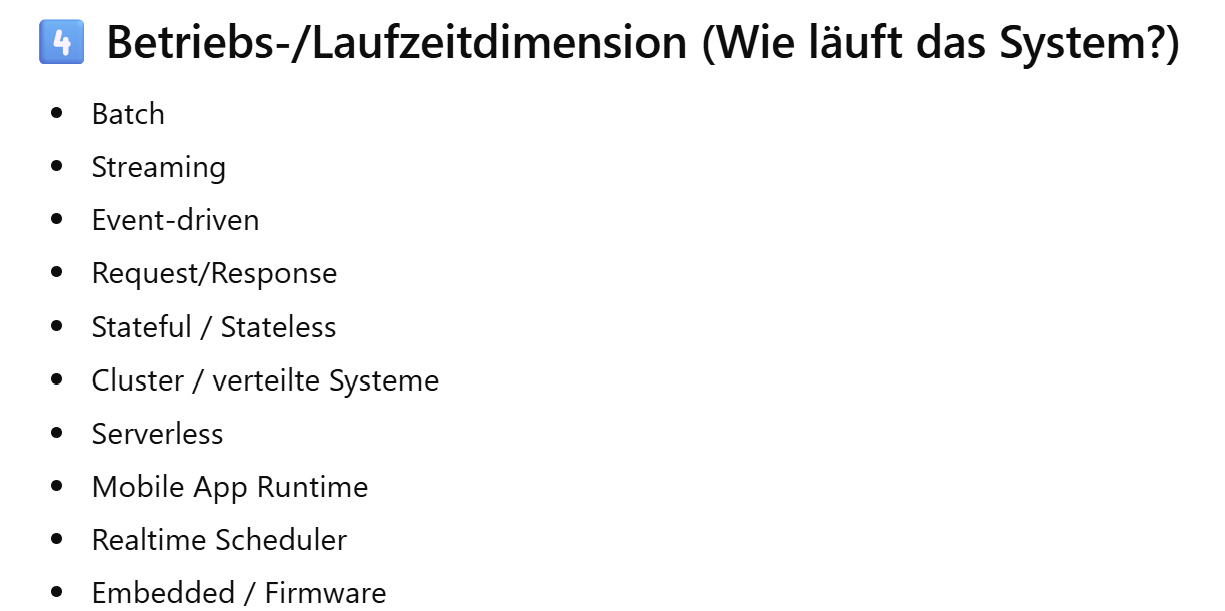 4 Betriebs-/Laufzeitdimension (Wie läuft das System?)
• Batch
• Streaming
• Event-driven
• Request/Response
• Stateful / Stateless
• Cluster / verteilte Systeme
• Serverless
• Mobile App Runtime
• Realtime Scheduler
• Embedded / Firmware